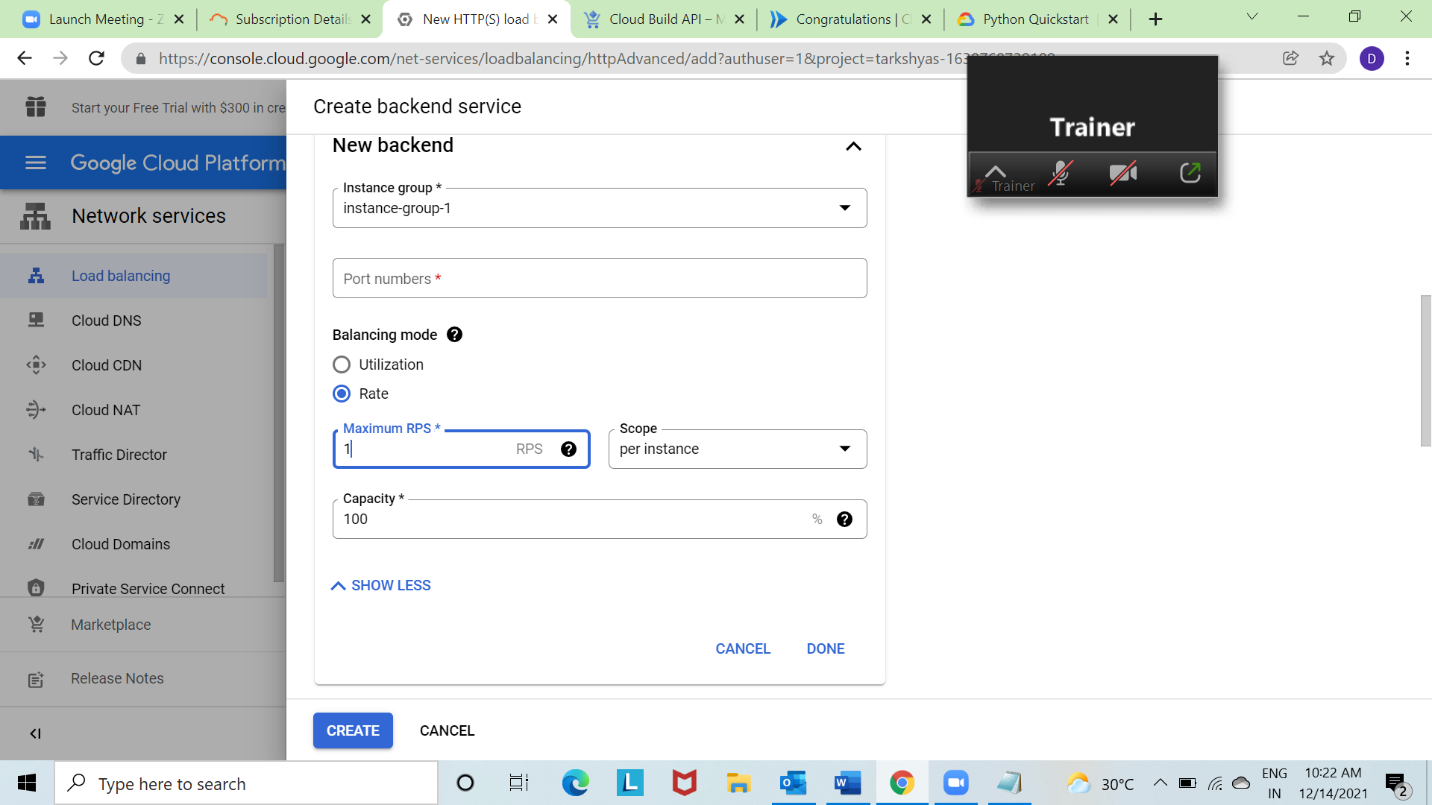 Launch Meeting - Z
Subscription Details
New HTTP(S) load b
Cloud Build API – M
Congratulations | C
Python Quickstart
https://console.cloud.google.com/net-services/loadbalancing/httpAdvanced/add?authuser=1&project=tarkshyas-16
D
Start your Free Trial with $300 in cre
Create backend service
Trainer
Trainer
Google Cloud Platform
New backend
Network services
Instance group *
instance-group-1
Load balancing
Port numbers *
Cloud DNS
Balancing mode
Cloud CDN
Utilization
Rate
Cloud NAT
Maximum RPS *
1 RPS
Scope
per instance
Traffic Director
Service Directory
Capacity *
100 %
Cloud Domains
Private Service Connect
SHOW LESS
Marketplace
CANCEL DONE
Release Notes
CREATE CANCEL
Type here to search
L
W
30°C
ENG
IN
10:22 AM
12/14/2021
2